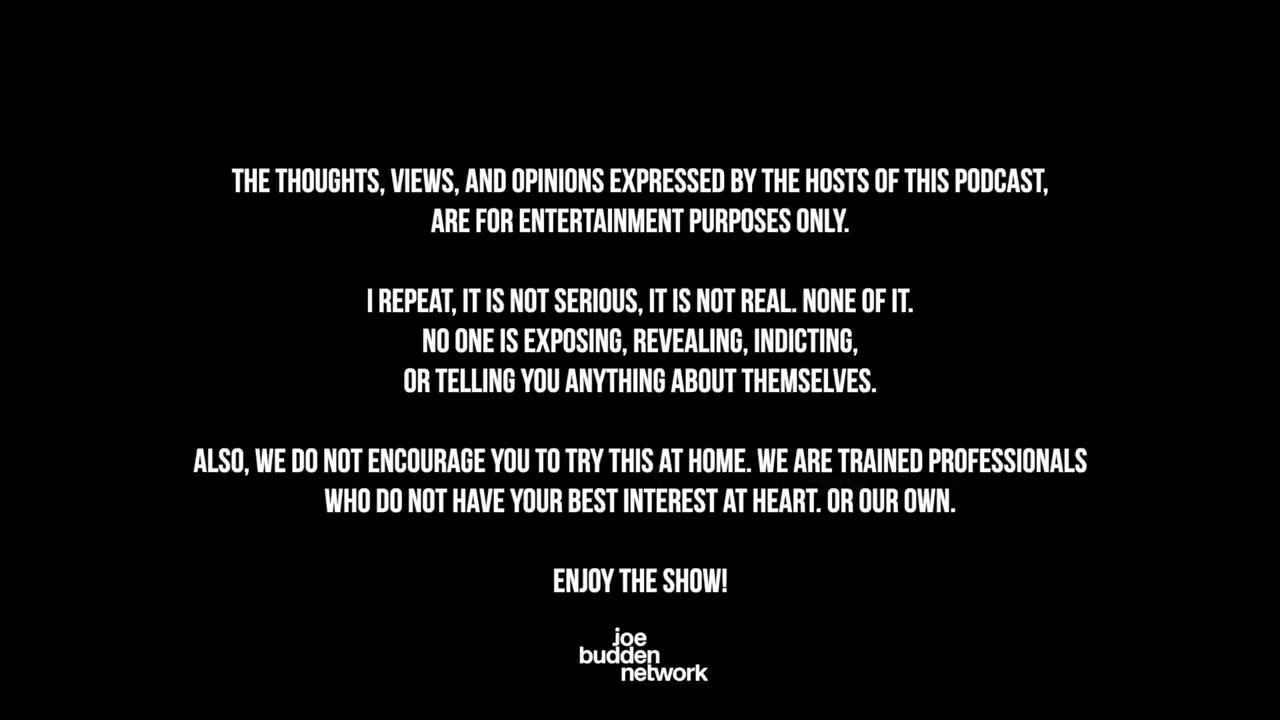 THE THOUGHTS, VIEWS, AND OPINIONS EXPRESSED BY THE HOSTS OF THIS PODCAST,
ARE FOR ENTERTAINMENT PURPOSES ONLY.
I REPEAT, IT IS NOT SERIOUS, IT IS NOT REAL. NONE OF IT.
NO ONE IS EXPOSING, REVEALING, INDICTING,
OR TELLING YOU ANYTHING ABOUT THEMSELVES.
ALSO, WE DO NOT ENCOURAGE YOU TO TRY THIS AT HOME. WE ARE TRAINED PROFESSIONALS
WHO DO NOT HAVE YOUR BEST INTEREST AT HEART. OR OUR OWN.
ENJOY THE SHOW!
joe
budden
network